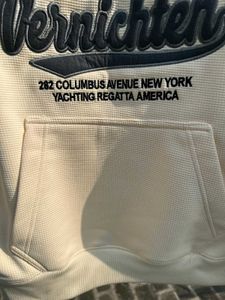 Vernichten
282 COLUMBUS AVENUE NEW YORK
YACHTING REGATTA AMERICA